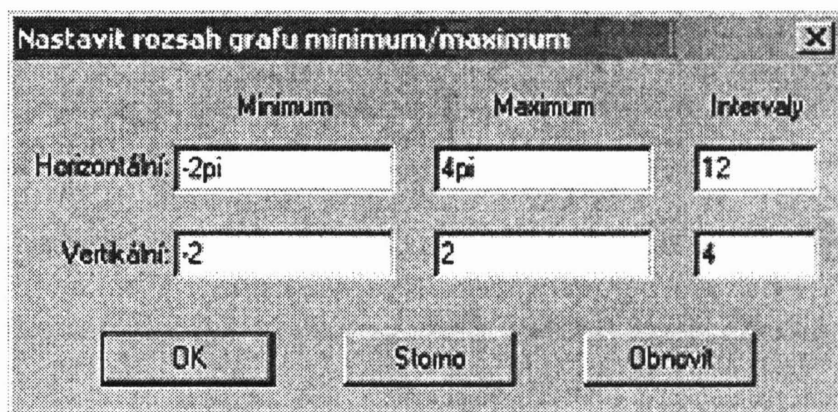 Nastavit rozsah grafu minimum/maximum
Minimum Maximum Intervaly
Horizontální: -2pi 4pi 12
Vertikální: -2 2 4
OK Storno Obnovit